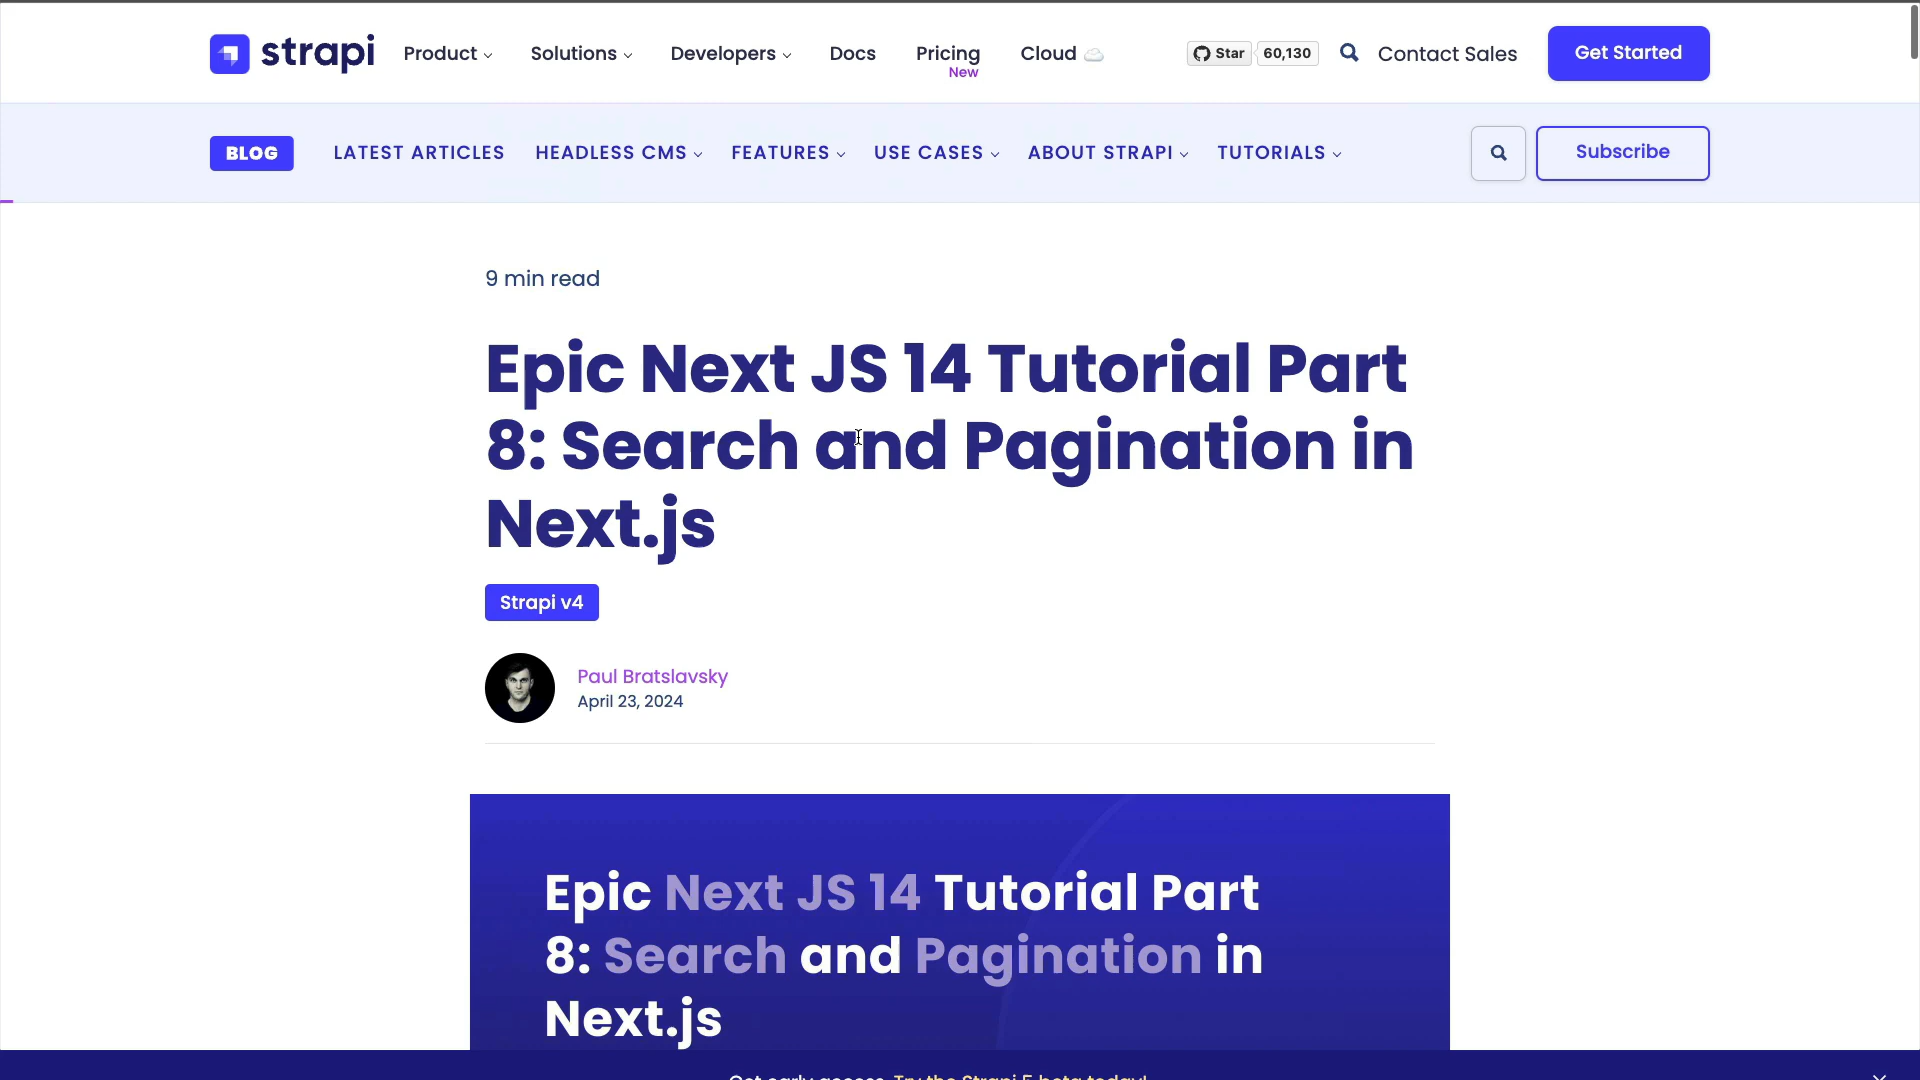 strapi Product Solutions Developers Docs Pricing Cloud Star 60,130 Contact Sales Get Started
New
BLOG LATEST ARTICLES HEADLESS CMS FEATURES USE CASES ABOUT STRAPI TUTORIALS Subscribe
9 min read
Epic Next JS 14 Tutorial Part
8: Search and Pagination in
Next.js
Strapi v4
Paul Bratslavsky
April 23, 2024
Epic Next JS 14 Tutorial Part
8: Search and Pagination in
Next.js
Get early access. Try the Strapi 5 beta today!